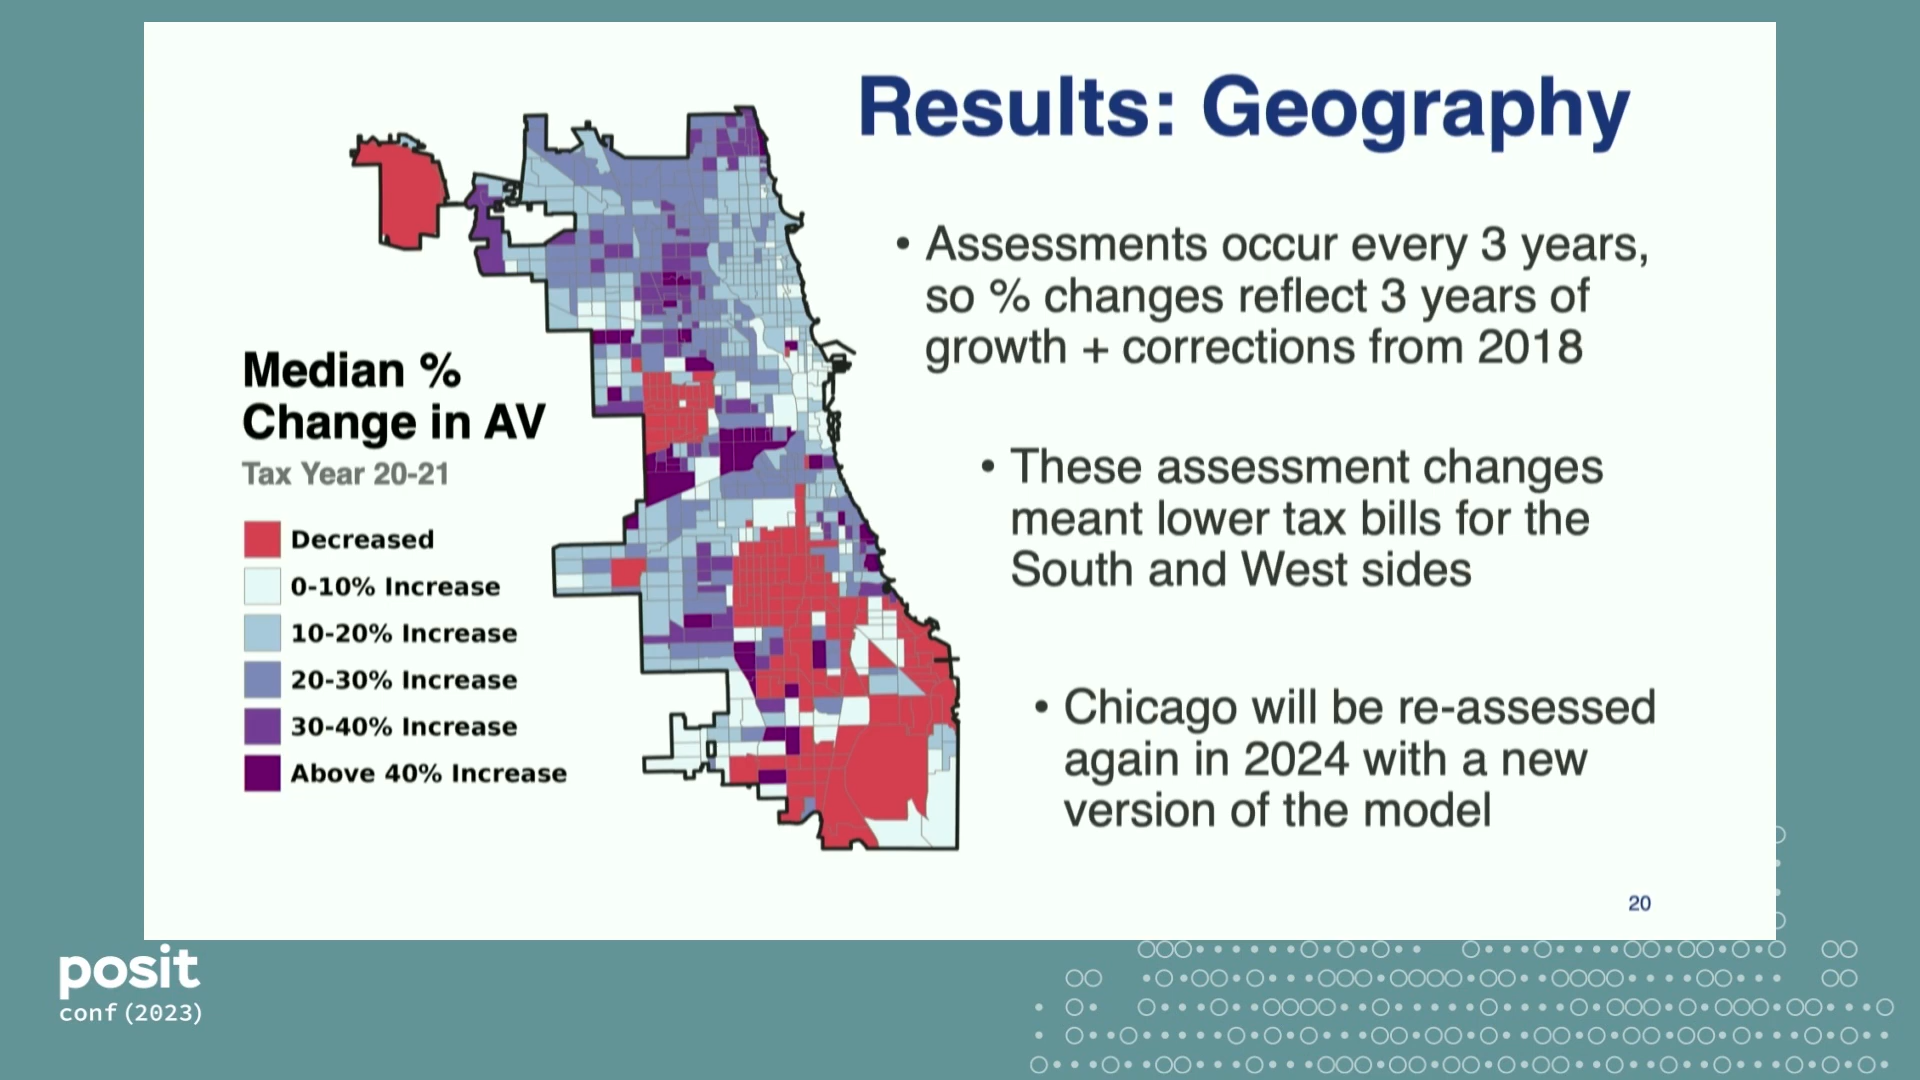 Results: Geography
• Assessments occur every 3 years,
so % changes reflect 3 years of
growth + corrections from 2018
• These assessment changes
meant lower tax bills for the
South and West sides
• Chicago will be re-assessed
again in 2024 with a new
version of the model
Median %
Change in AV
Tax Year 20-21
Decreased
0-10% Increase
10-20% Increase
20-30% Increase
30-40% Increase
Above 40% Increase
20
posit
conf(2023)